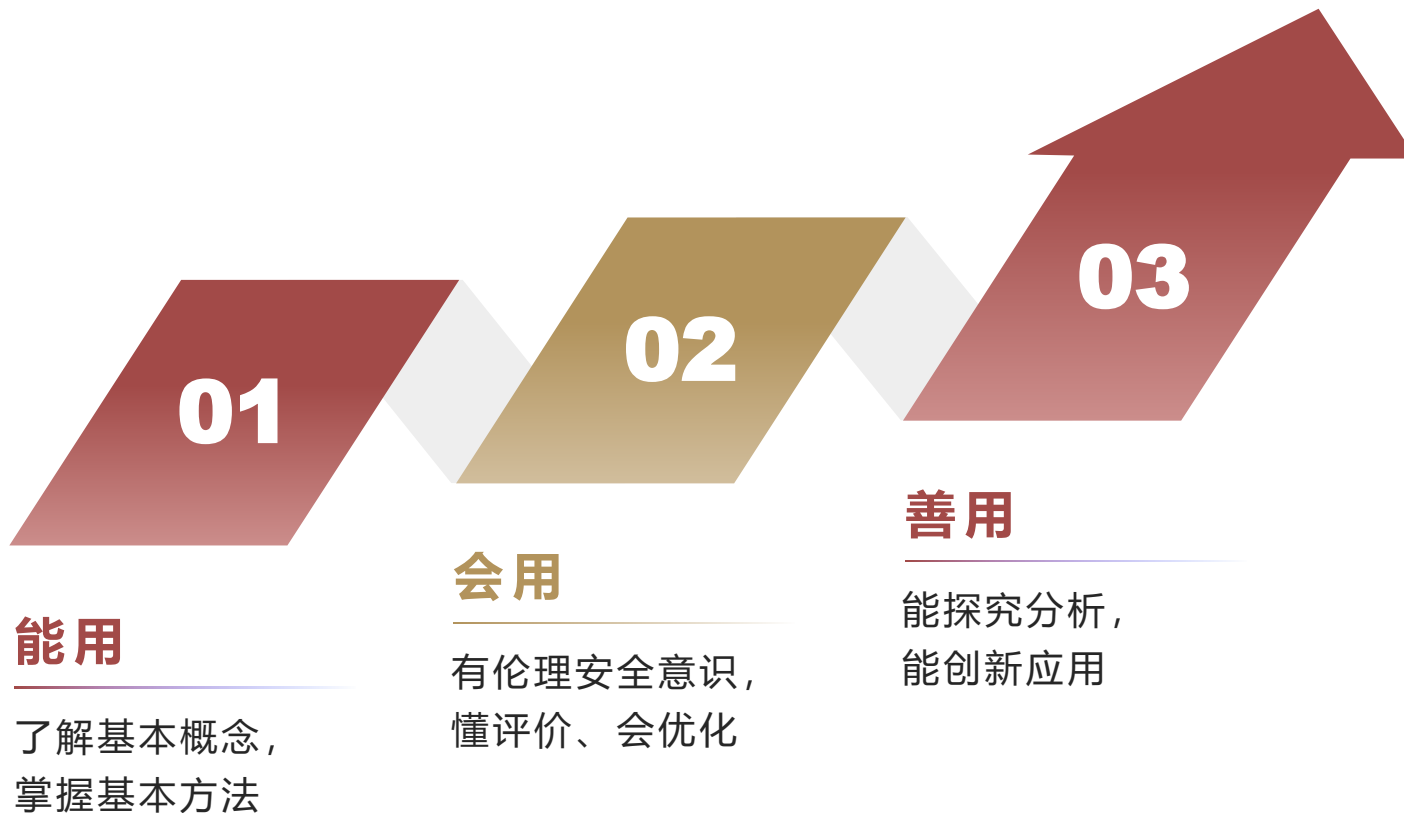 01
能用
了解基本概念，
掌握基本方法
02
会用
有伦理安全意识，
懂评价、会优化
03
善用
能探究分析，
能创新应用